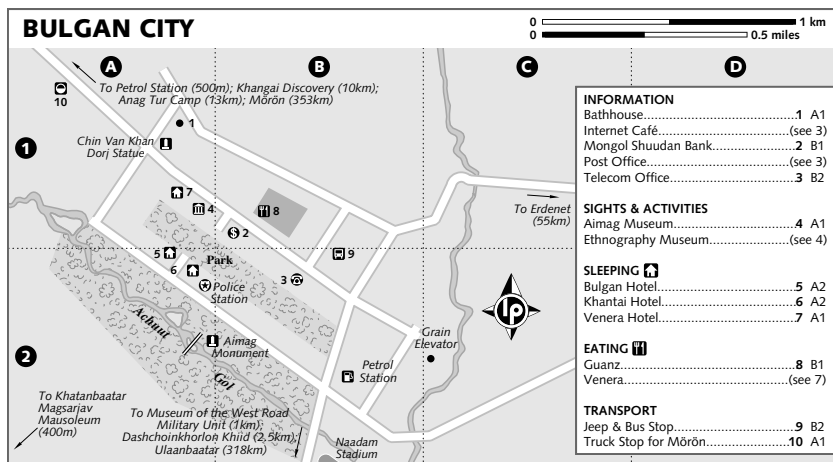 BULGAN CITY
0 1 km
0 0.5 miles
A B C D
1
2
To Petrol Station (500m); Khangai Discovery (10km);
Anag Tur Camp (13km); Mörön (353km)
10
1
Chin Van Khan
Dorj Statue
7
4
8
2
To Erdenet
(55km)
5
Park
9
6
3
Police
Station
Achuut
Gol
Aimag
Monument
Grain
Elevator
Petrol
Station
lp
To Khatanbaatar
Magsarjav
Mausoleum
(400m)
To Museum of the West Road
Military Unit (1km);
Dashchoinkhorlon Khiid (2.5km);
Ulaanbaatar (318km)
Naadam
Stadium
INFORMATION
Bathhouse 1 A1
Internet Café (see 3)
Mongol Shuudan Bank 2 B1
Post Office (see 3)
Telecom Office 3 B2
SIGHTS & ACTIVITIES
Aimag Museum 4 A1
Ethnography Museum (see 4)
SLEEPING
Bulgan Hotel 5 A2
Khantai Hotel 6 A2
Venera Hotel 7 A1
EATING
Guanz 8 B1
Venera (see 7)
TRANSPORT
Jeep & Bus Stop 9 B2
Truck Stop for Mörön 10 A1